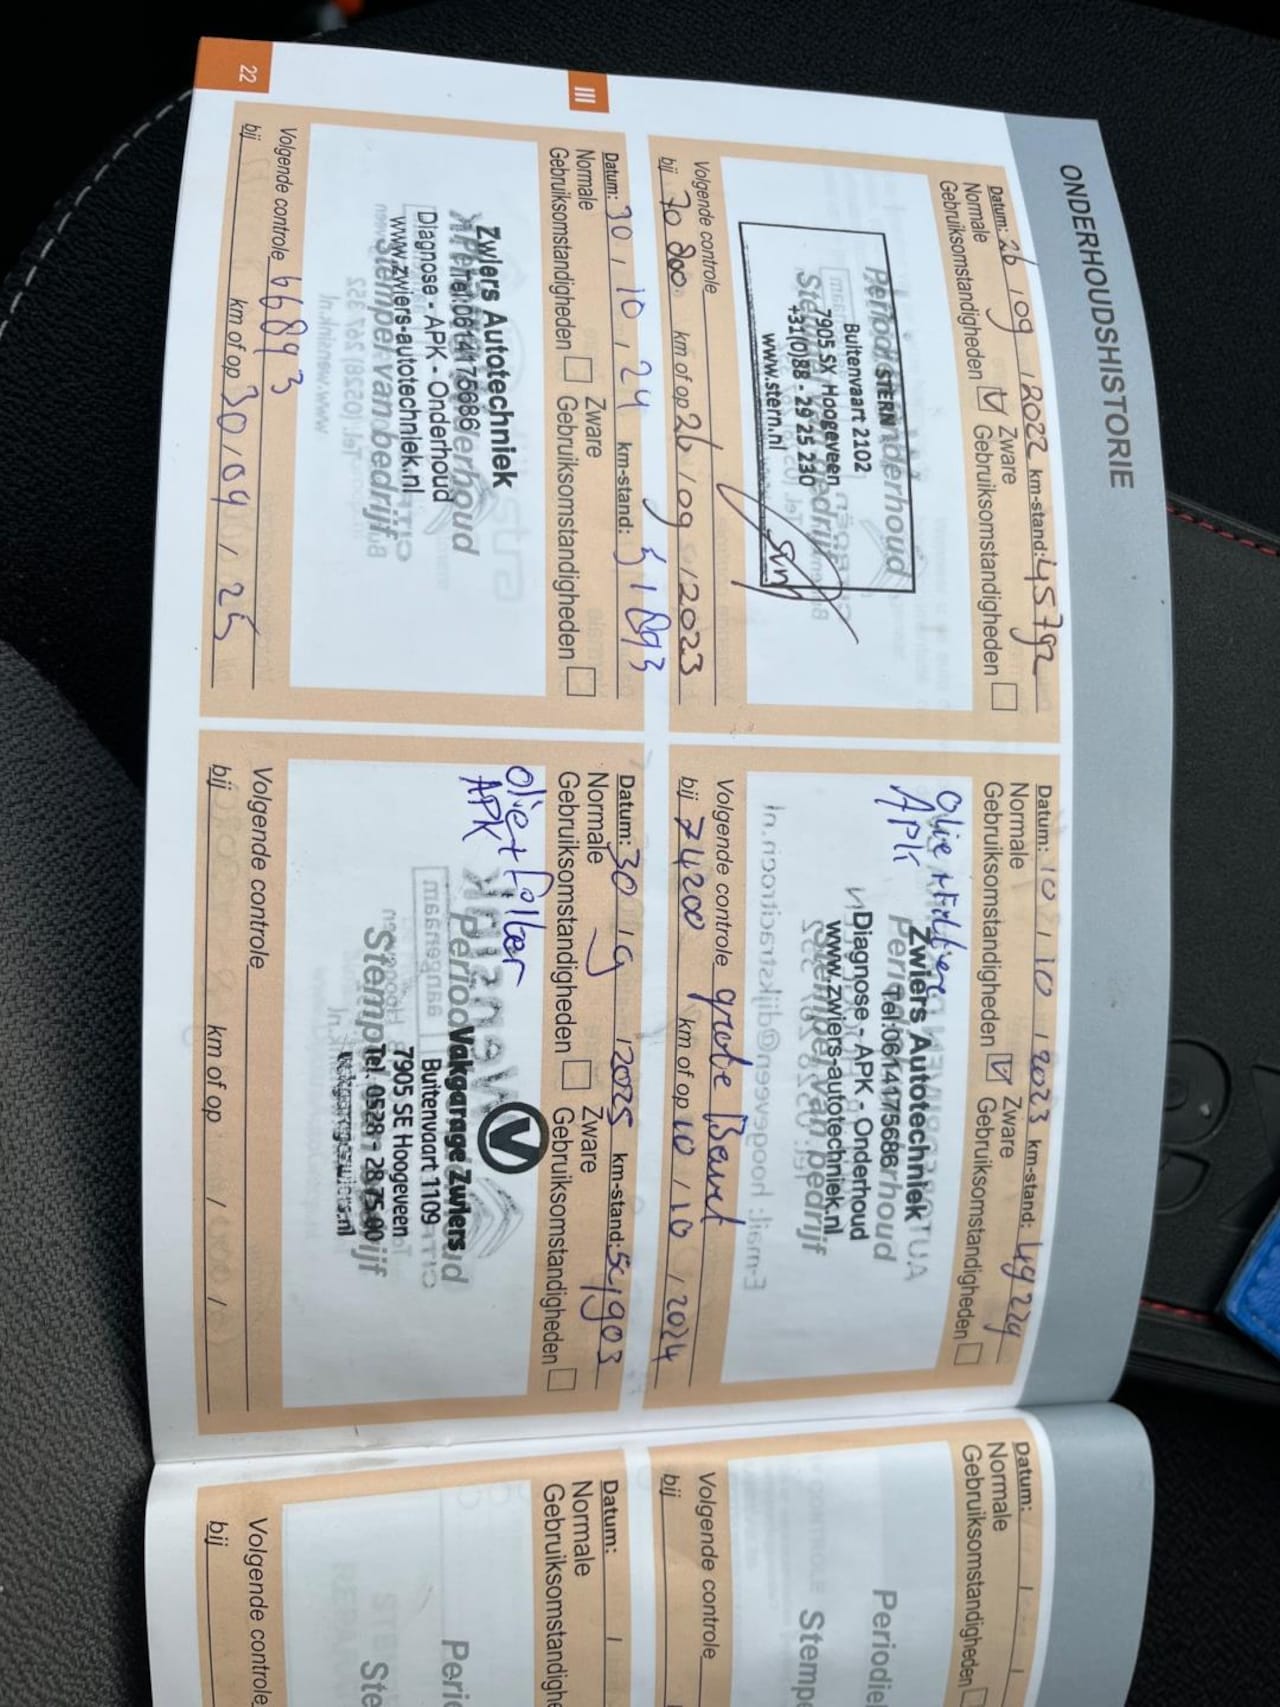 ONDERHOUDSHISTORIE
Datum: 26 / 09 / 2022 km-stand: 45792
Normale Zware
Gebruiksomstandigheden Gebruiksomstandigheden
STERN
Buitenvaart 2102
7905 SX Hoogeveen
+31(0)88 - 29 25 230
www.stern.nl
Volgende controle
bij 70 800 km of op 26 / 09 / 2023
Datum: 10 / 10 / 2023 km-stand: 49229
Normale Zware
Gebruiksomstandigheden Gebruiksomstandigheden
Olie +
APK
Zwiers Autotechniek
Tel:0614175686
Diagnose - APK - Onderhoud
www.zwiers-autotechniek.nl
Volgende controle grote Beurt
bij 74200 km of op 10 / 10 / 2024
III
Datum: 30 / 10 / 24 km-stand: 51893
Normale Zware
Gebruiksomstandigheden Gebruiksomstandigheden
Zwiers Autotechniek
Tel:0614175686
Diagnose - APK - Onderhoud
www.zwiers-autotechniek.nl
Stempel van bedrijf
Volgende controle 66893
bij km of op 30 / 09 / 25
22
Datum: 30 / 9 / 2025 km-stand: 54903
Normale Zware
Gebruiksomstandigheden Gebruiksomstandigheden
Olie + filter
APK
V
Vakgarage Zwiers
Buitenvaart 1109
7905 SE Hoogeveen
Tel. 0528 - 28 75 00
Volgende controle
bij km of op / /
Datum: / /
Normale
Gebruiksomstandigheden
Volgende controle
bij
Datum: /
Normale
Gebruiksomstandighe
Volgende controle
bij